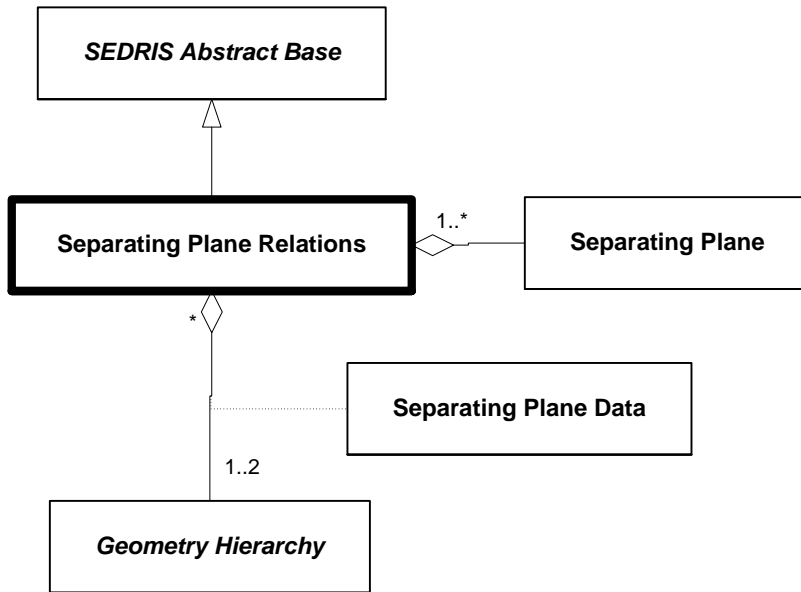 SEDRIS Abstract Base
1..*
Separating Plane Relations
Separating Plane
*
Separating Plane Data
1..2
Geometry Hierarchy